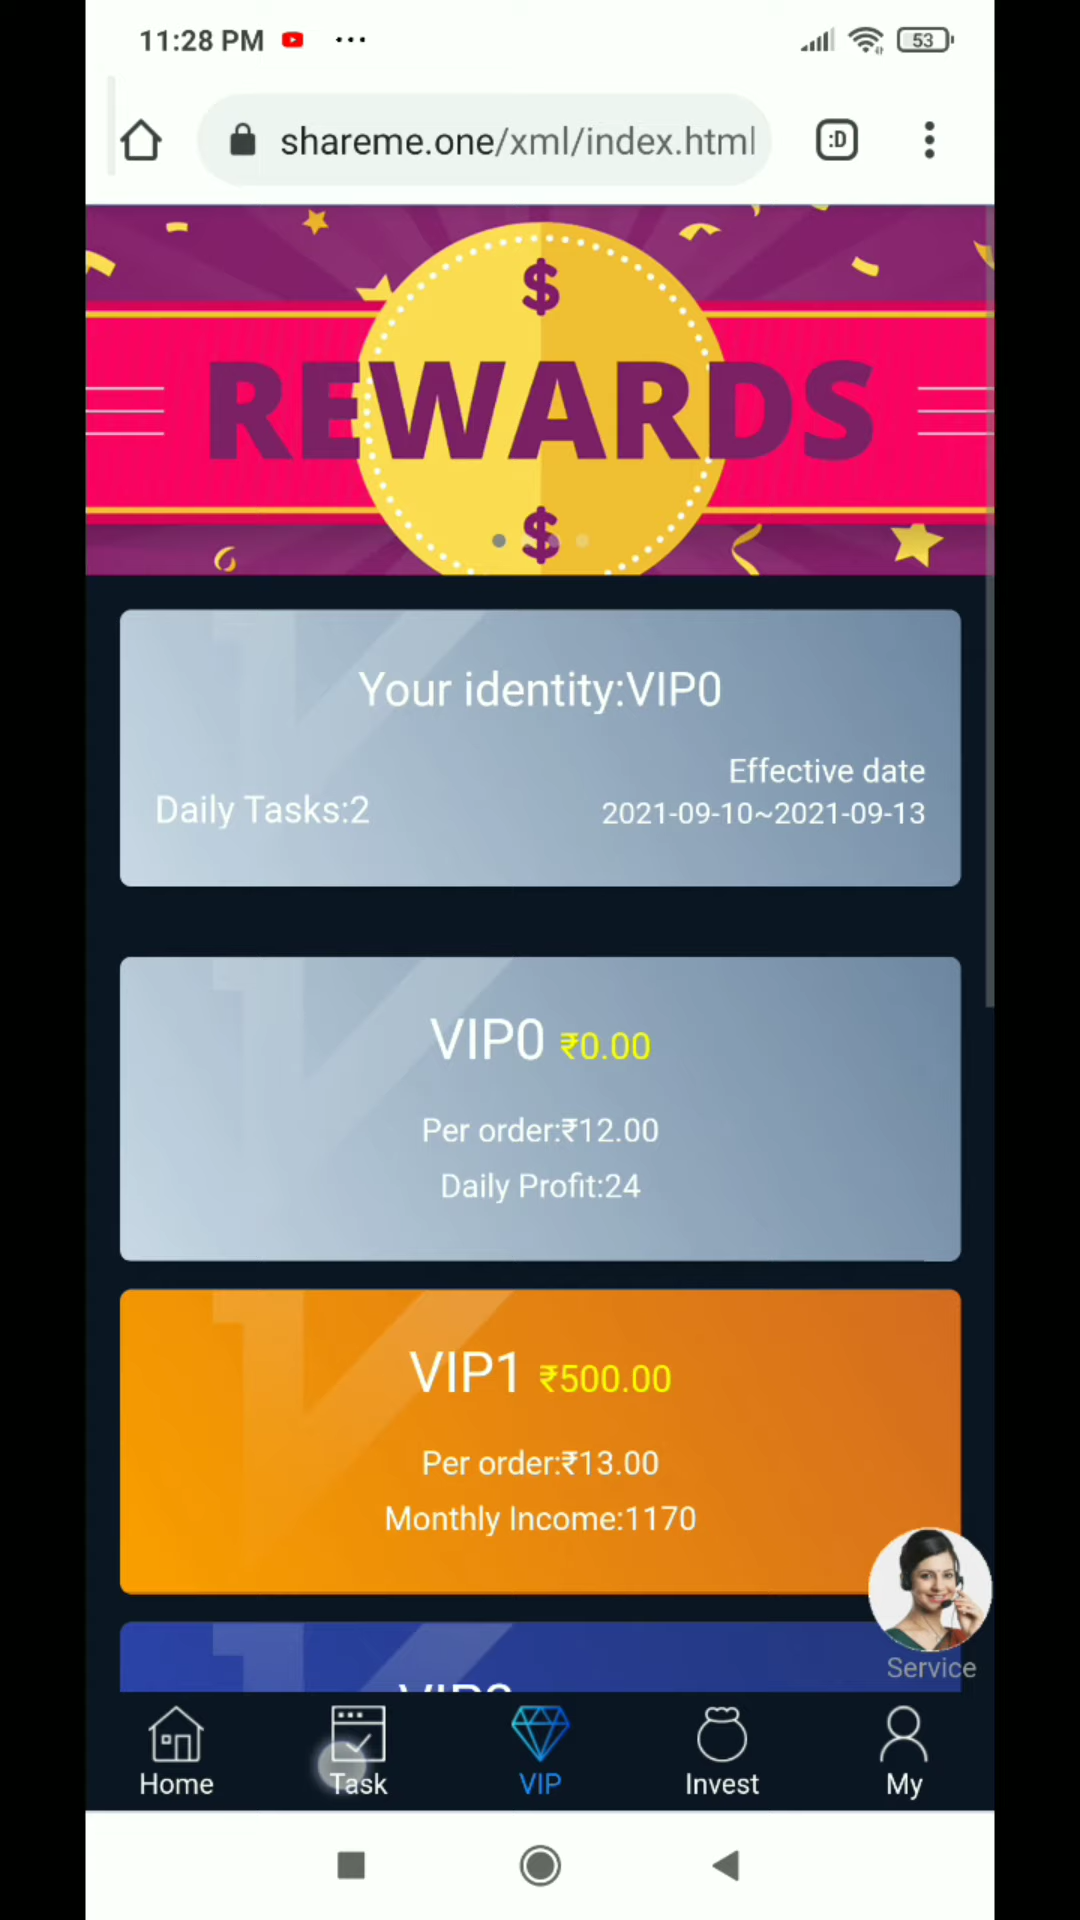 11:28 PM
53
shareme.one/xml/index.html
:D
$
REWARDS
$
Your identity:VIP0
Effective date
Daily Tasks:2
2021-09-10~2021-09-13
VIP0 ₹0.00
Per order:₹12.00
Daily Profit:24
VIP1 ₹500.00
Per order:₹13.00
Monthly Income:1170
Service
Home
Task
VIP
Invest
My